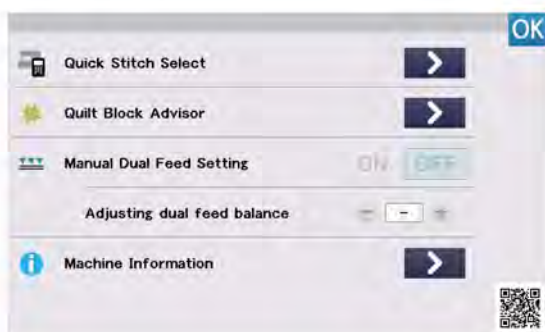 OK
Quick Stitch Select
Quilt Block Advisor
Manual Dual Feed Setting ON OFF
Adjusting dual feed balance − - +
Machine Information